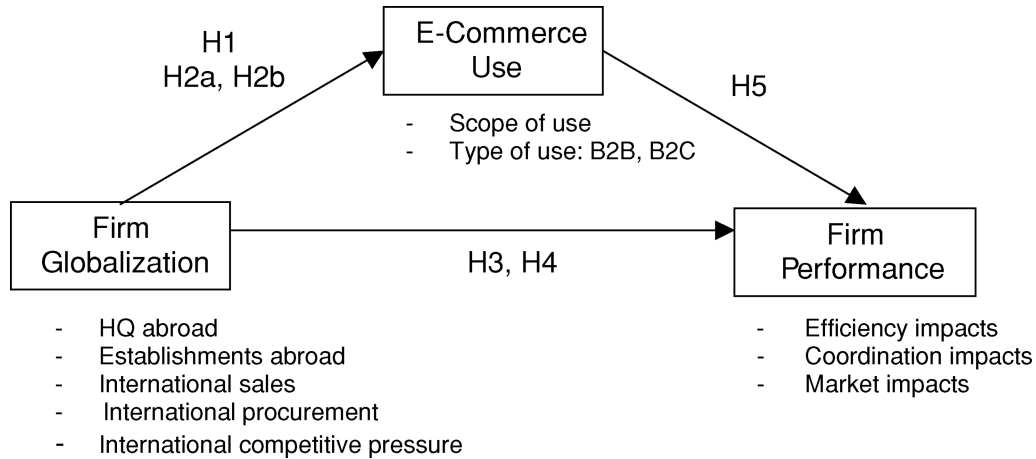 E-Commerce
Use
H1
H2a, H2b
H5
- Scope of use
- Type of use: B2B, B2C
Firm
Globalization
H3, H4
Firm
Performance
- HQ abroad
- Establishments abroad
- International sales
- International procurement
- International competitive pressure
- Efficiency impacts
- Coordination impacts
- Market impacts